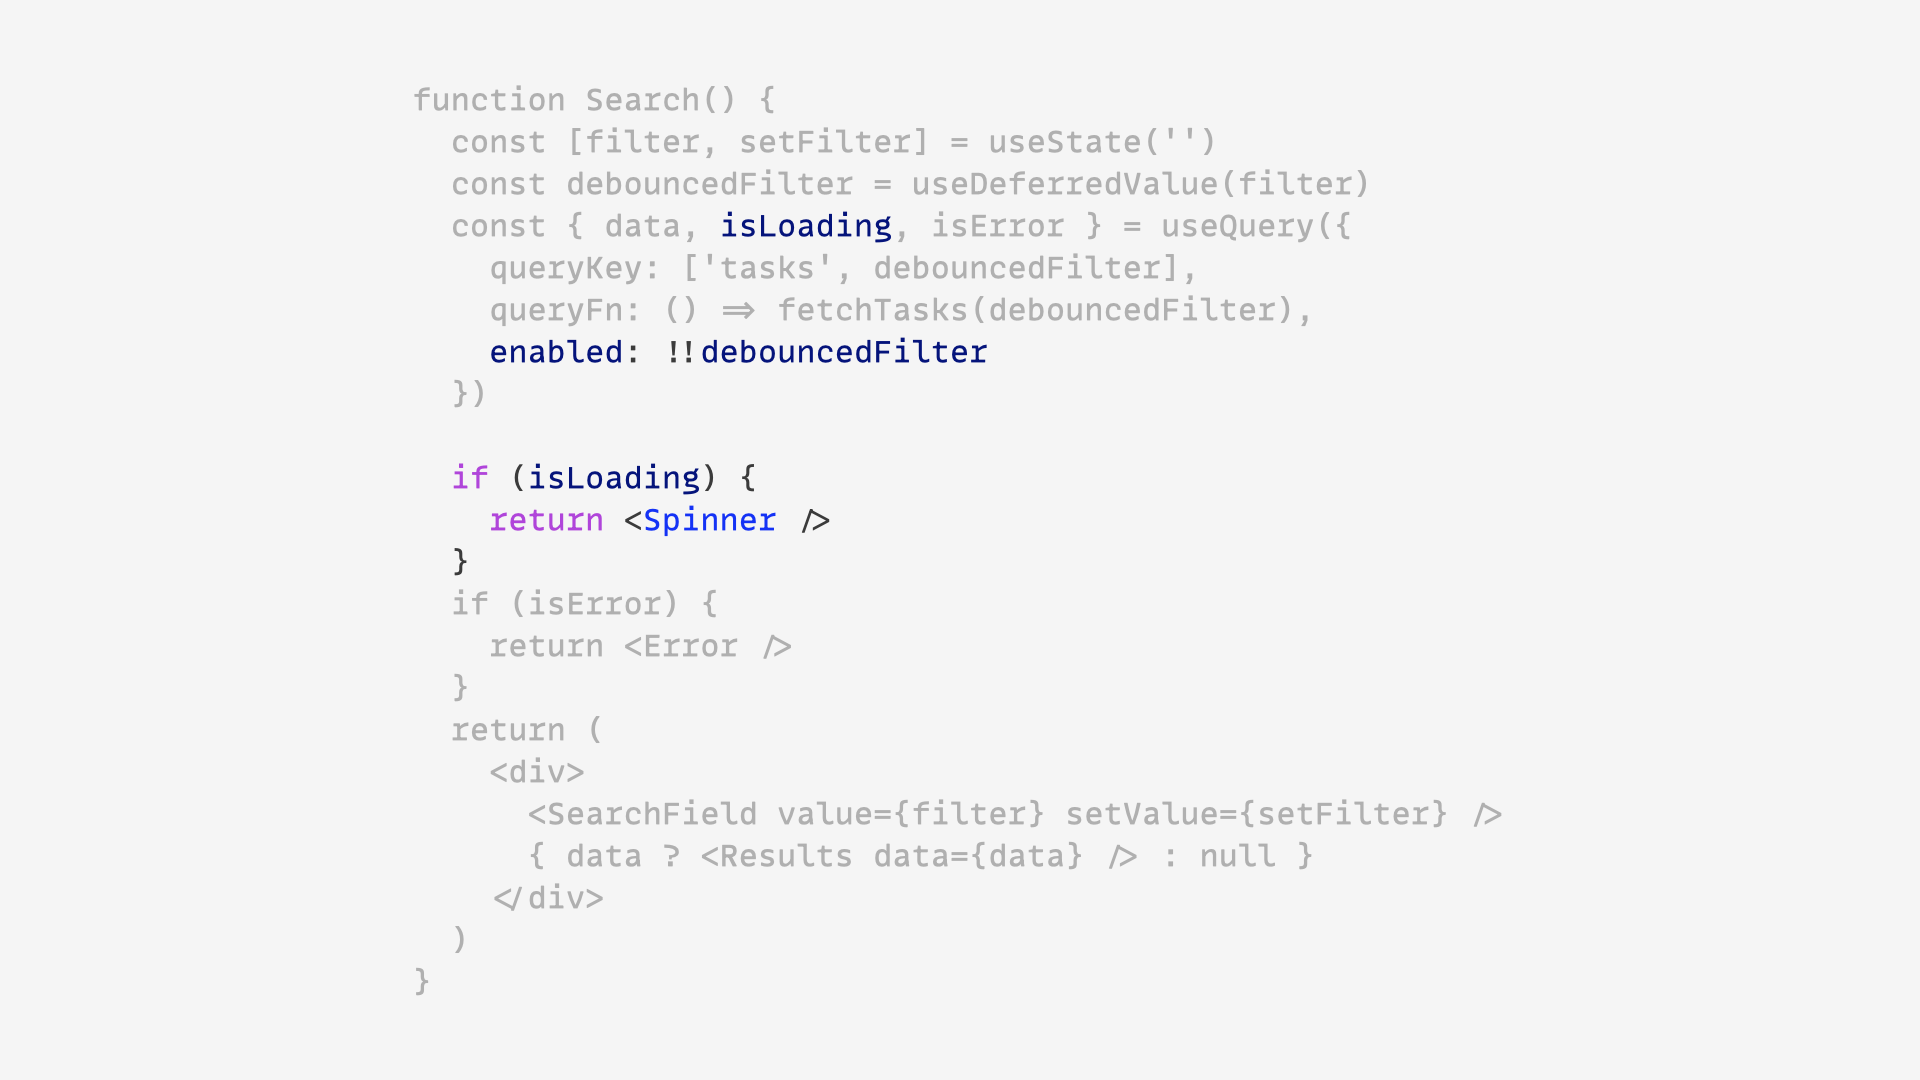 function Search() {
  const [filter, setFilter] = useState('')
  const debouncedFilter = useDeferredValue(filter)
  const { data, isLoading, isError } = useQuery({
    queryKey: ['tasks', debouncedFilter],
    queryFn: () => fetchTasks(debouncedFilter),
    enabled: !!debouncedFilter
  })

  if (isLoading) {
    return <Spinner />
  }
  if (isError) {
    return <Error />
  }
  return (
    <div>
      <SearchField value={filter} setValue={setFilter} />
      { data ? <Results data={data} /> : null }
    </div>
  )
}